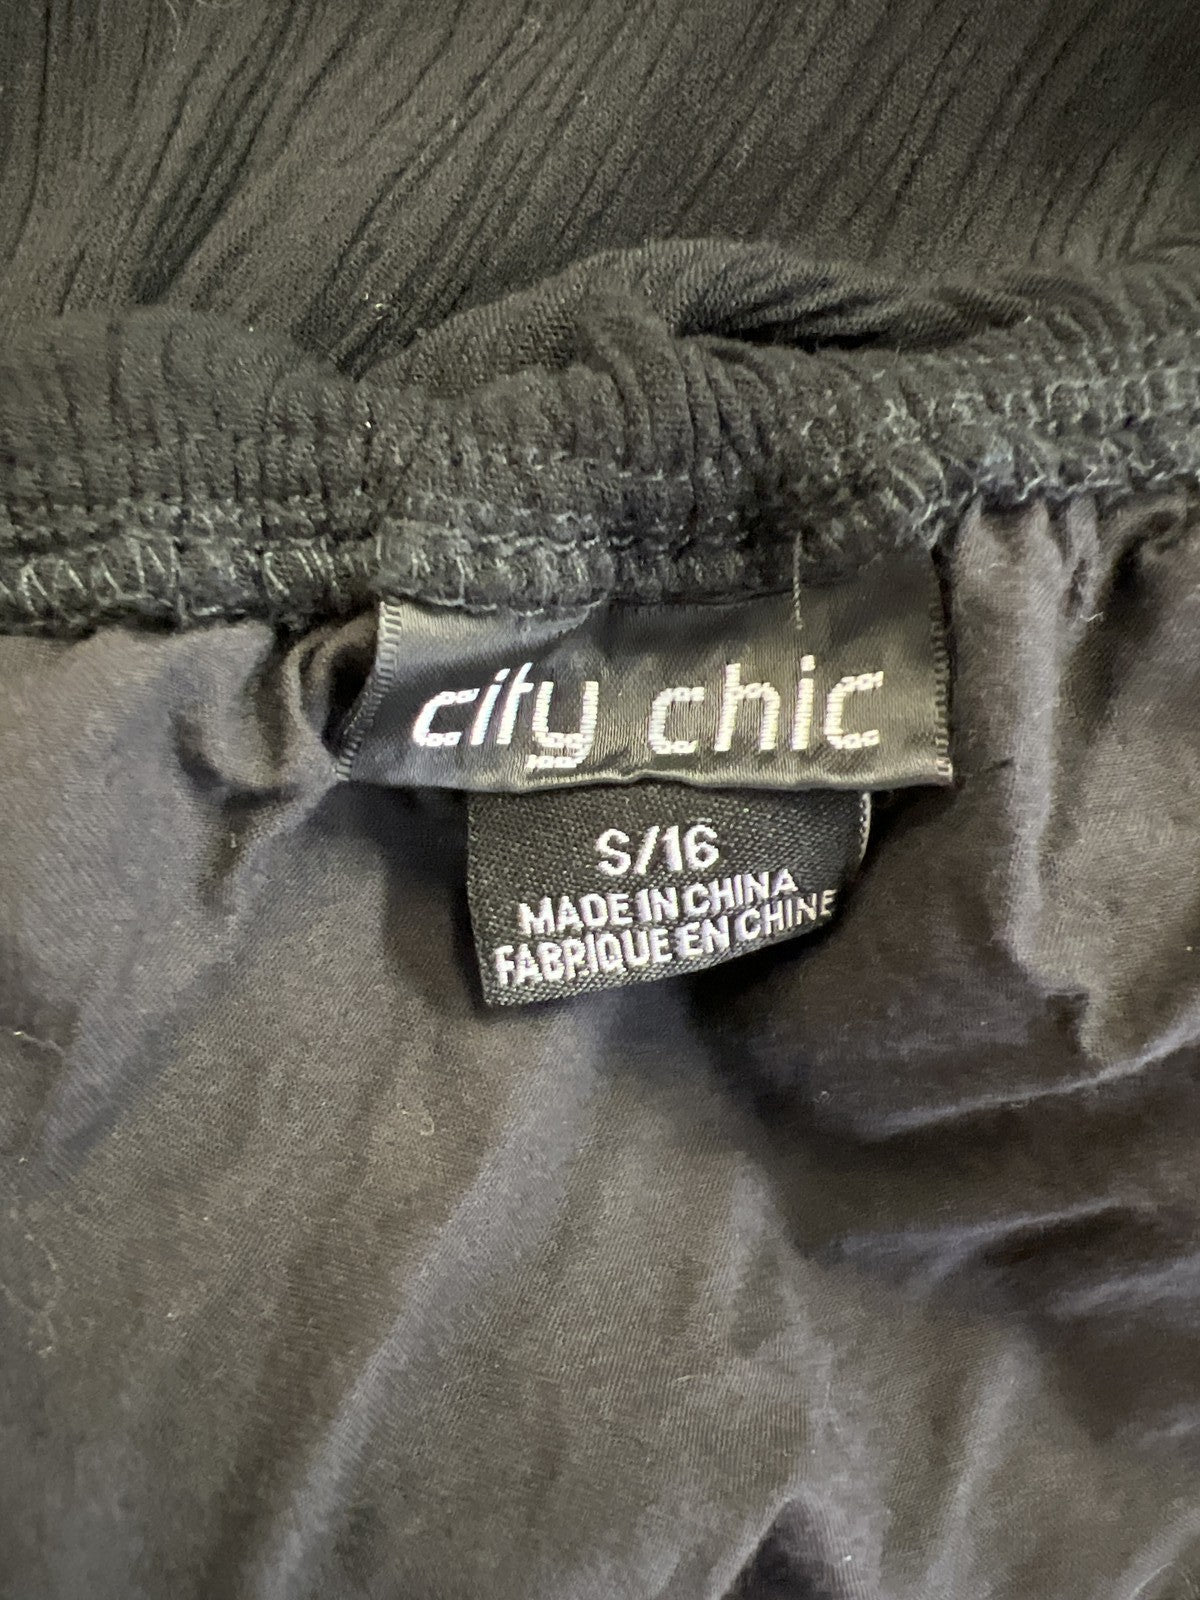 city chic
S/16
MADE IN CHINA
FABRIQUE EN CHINE